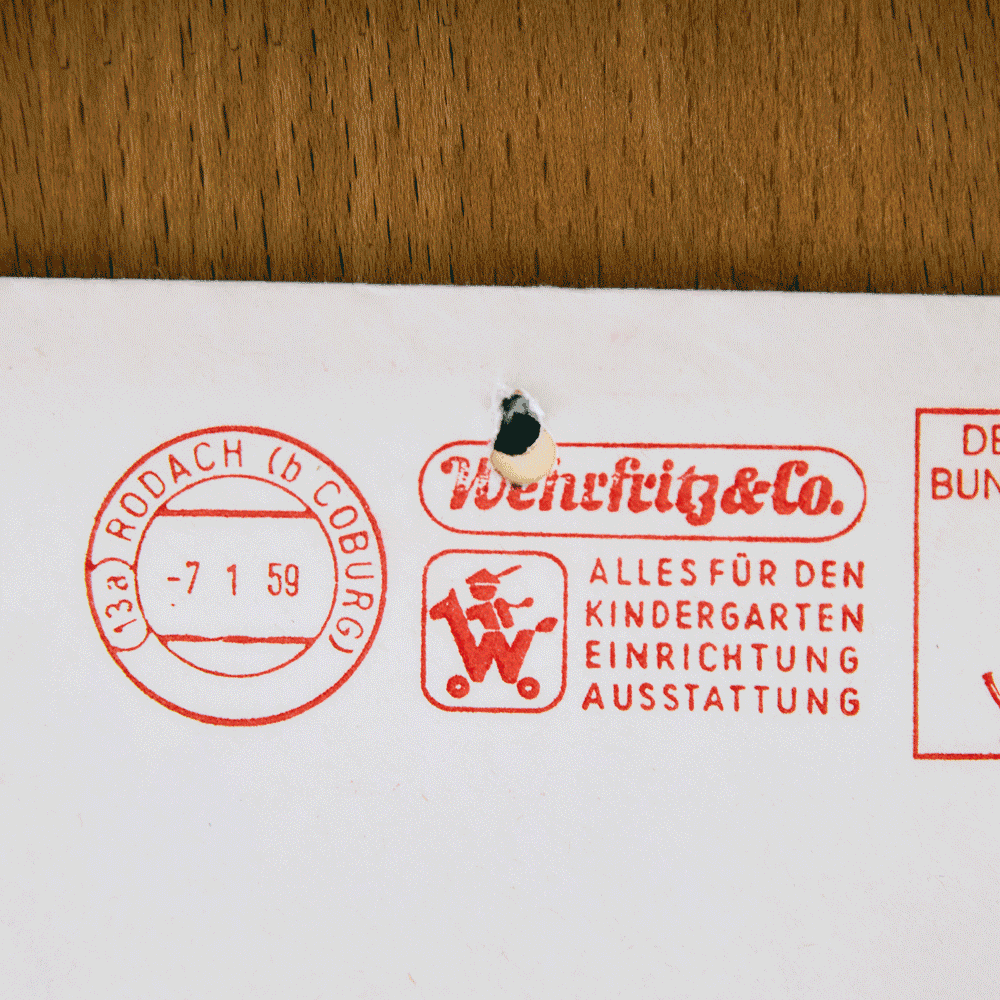 (13a) RODACH (b COBURG)
-7 1 59
Wehrfritz & Co.
W
ALLES FÜR DEN
KINDERGARTEN
EINRICHTUNG
AUSSTATTUNG
DE
BUN